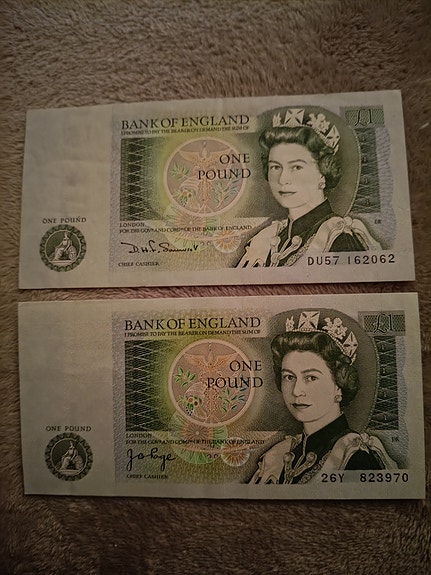 BANK OF ENGLAND
£1
I PROMISE TO PAY THE BEARER ON DEMAND THE SUM OF
ONE
POUND
ONE POUND
LONDON
FOR THE GOVR AND COMPA OF THE BANK OF ENGLAND
CHIEF CASHIER
ER
DU57 162062
BANK OF ENGLAND
£1
I PROMISE TO PAY THE BEARER ON DEMAND THE SUM OF
ONE
POUND
ONE POUND
LONDON
FOR THE GOVR AND COMPA OF THE BANK OF ENGLAND
J B Page
CHIEF CASHIER
ER
26Y 823970